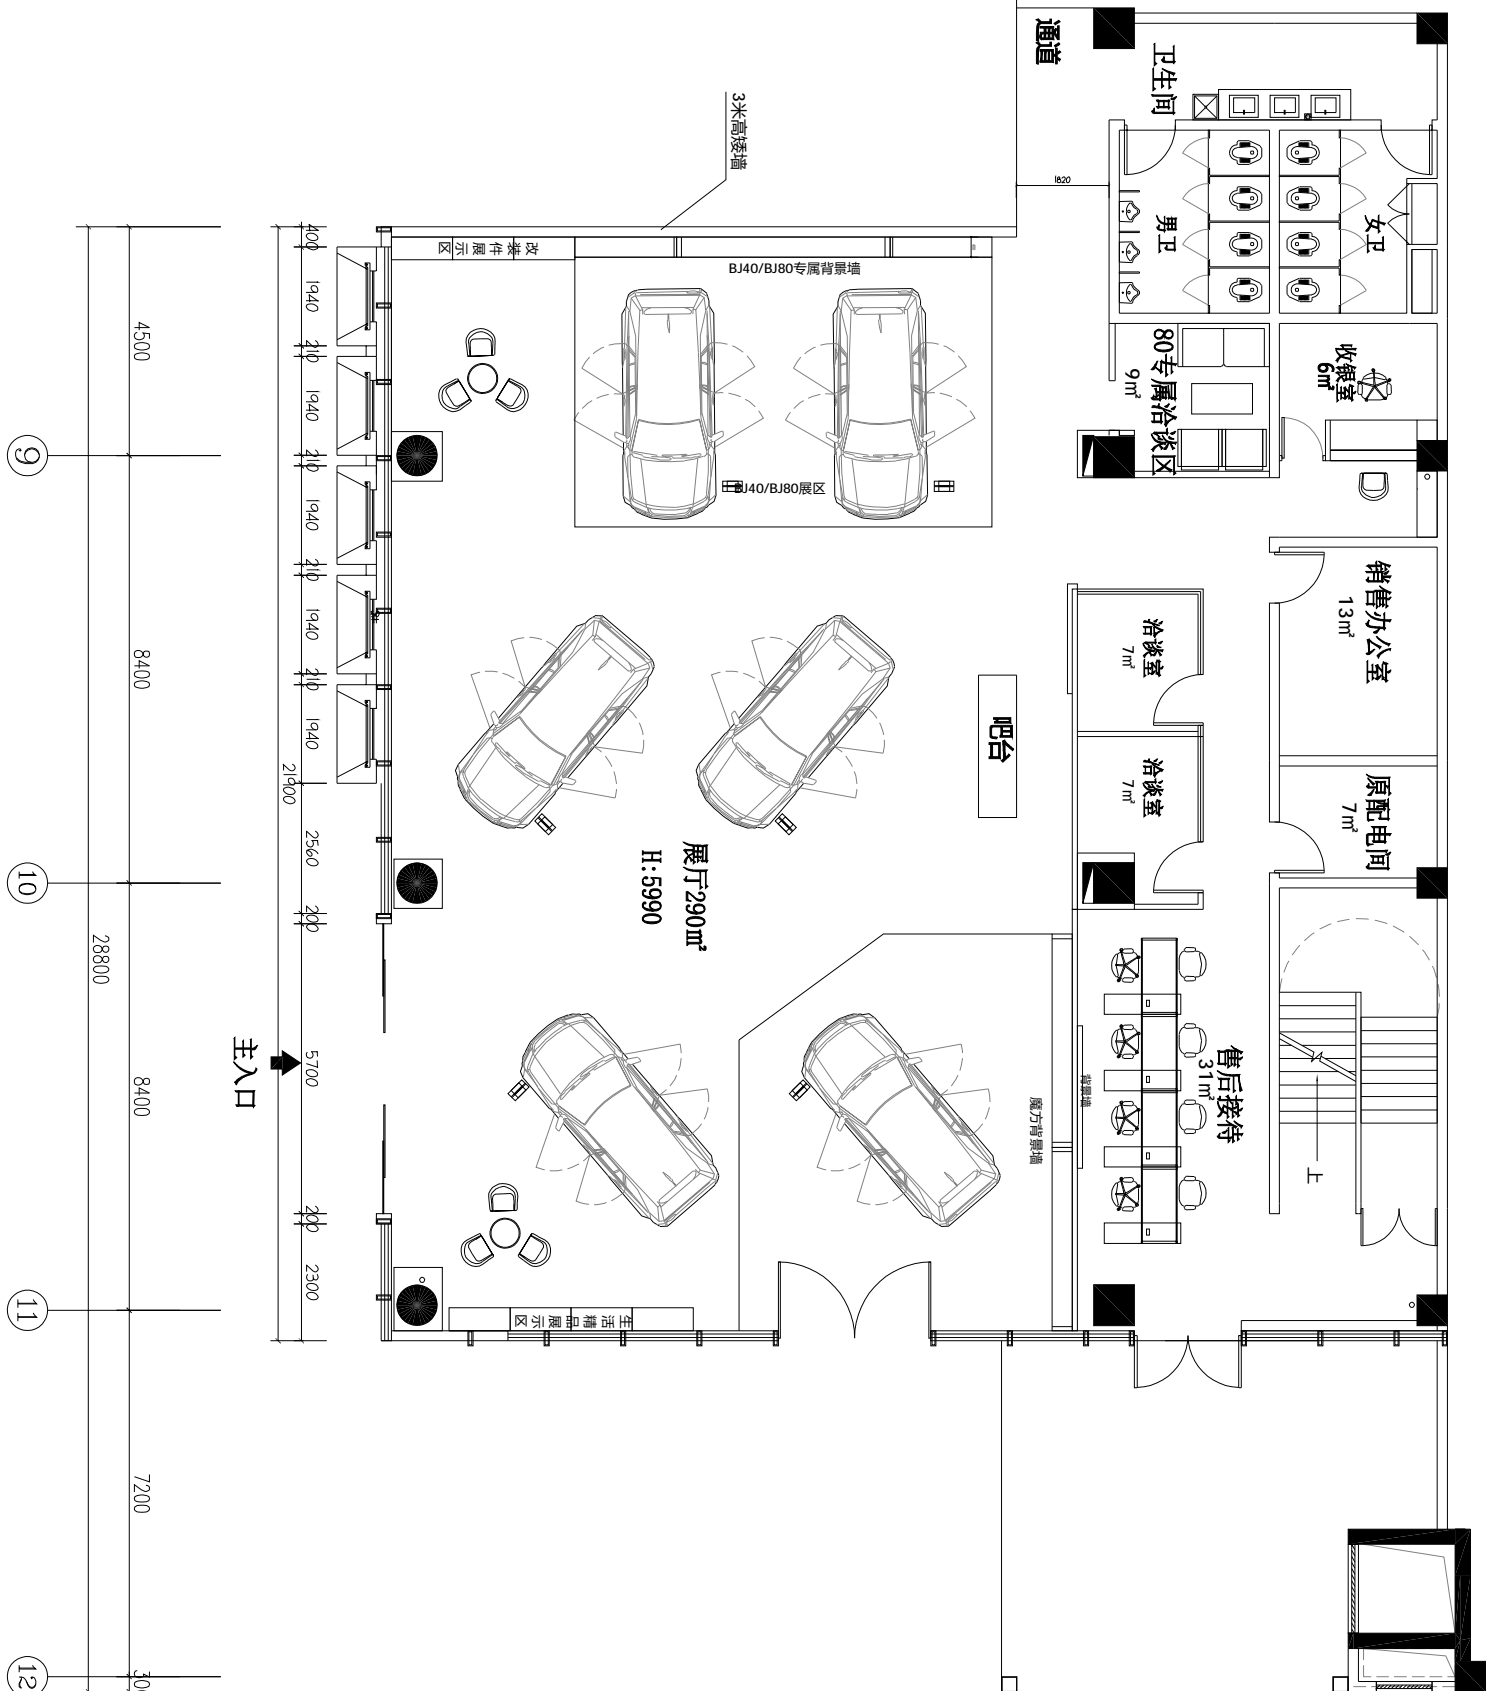 通道
卫生间
3米高矮墙
1820
男卫
女卫
改装件展示区
BJ40/BJ80专属背景墙
BJ40/BJ80展区
80专属洽谈区
9㎡
收银室
6㎡
销售办公室
13㎡
洽谈室
7㎡
洽谈室
7㎡
原配电间
7㎡
吧台
展厅290㎡
H:5990
售后接待
31㎡
背景墙
魔方背景墙
上
生活精品展示区
主入口
400
1940
210
1940
210
1940
210
1940
210
1940
2560
200
5700
200
2300
21900
4500
8400
8400
7200
28800
9
10
11
12